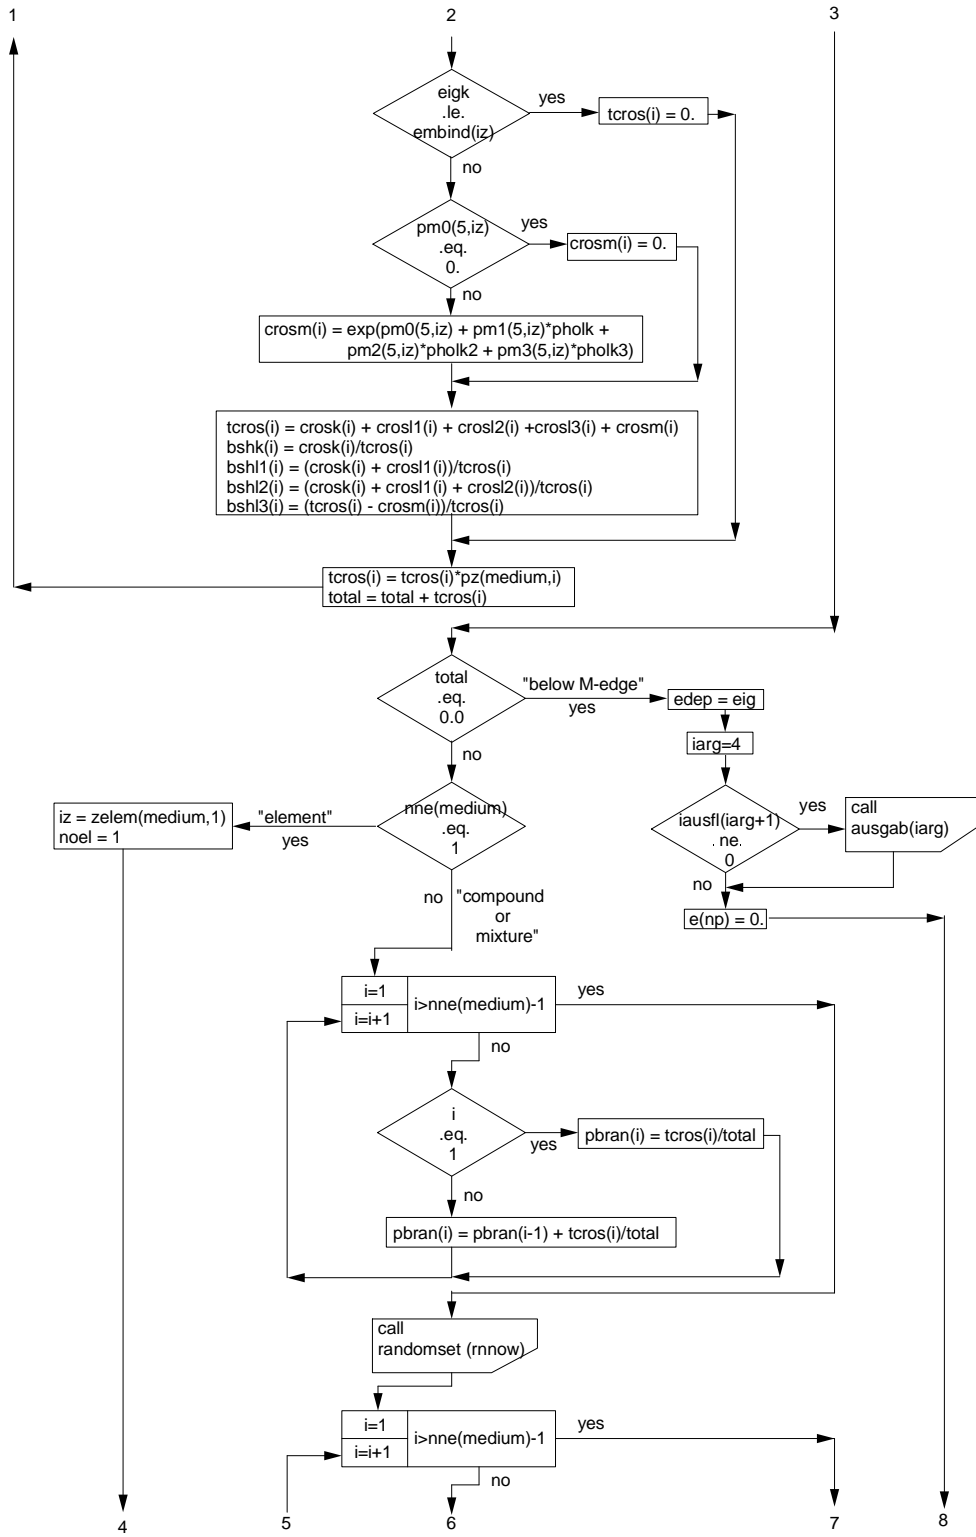 1
2
3
eigk
.le.
embind(iz)
yes
tcros(i) = 0.
no
pm0(5,iz)
.eq.
0.
yes
crosm(i) = 0.
no
crosm(i) = exp(pm0(5,iz) + pm1(5,iz)*pholk +
pm2(5,iz)*pholk2 + pm3(5,iz)*pholk3)
tcros(i) = crosk(i) + crosl1(i) + crosl2(i) +crosl3(i) + crosm(i)
bshk(i) = crosk(i)/tcros(i)
bshl1(i) = (crosk(i) + crosl1(i))/tcros(i)
bshl2(i) = (crosk(i) + crosl1(i) + crosl2(i))/tcros(i)
bshl3(i) = (tcros(i) - crosm(i))/tcros(i)
tcros(i) = tcros(i)*pz(medium,i)
total = total + tcros(i)
total
.eq.
0.0
"below M-edge"
yes
edep = eig
iarg=4
no
nne(medium)
.eq.
1
"element"
yes
iz = zelem(medium,1)
noel = 1
iausfl(iarg+1)
. ne.
0
yes
call
ausgab(iarg)
no
e(np) = 0.
no
"compound
or
mixture"
i=1
i=i+1
i>nne(medium)-1
yes
no
i
.eq.
1
yes
pbran(i) = tcros(i)/total
no
pbran(i) = pbran(i-1) + tcros(i)/total
call
randomset (rnnow)
i=1
i=i+1
i>nne(medium)-1
yes
no
4
5
6
7
8